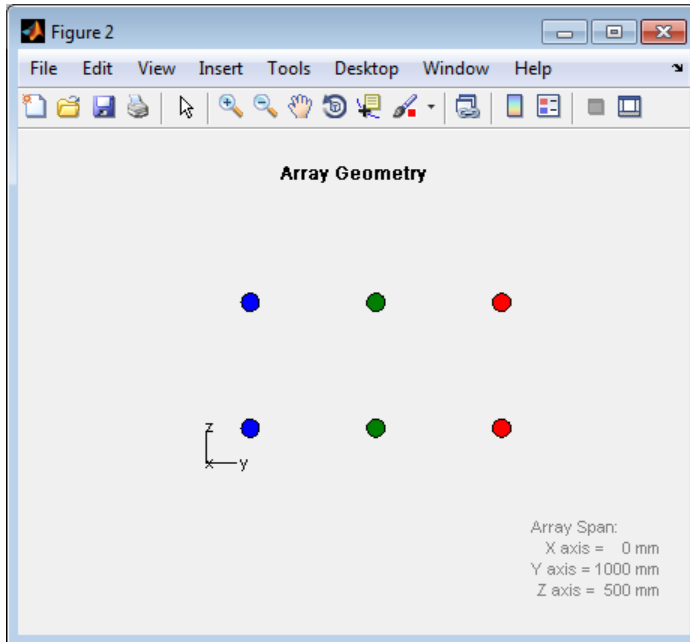 Figure 2
File Edit View Insert Tools Desktop Window Help
Array Geometry
z
x y
Array Span:
X axis = 0 mm
Y axis = 1000 mm
Z axis = 500 mm